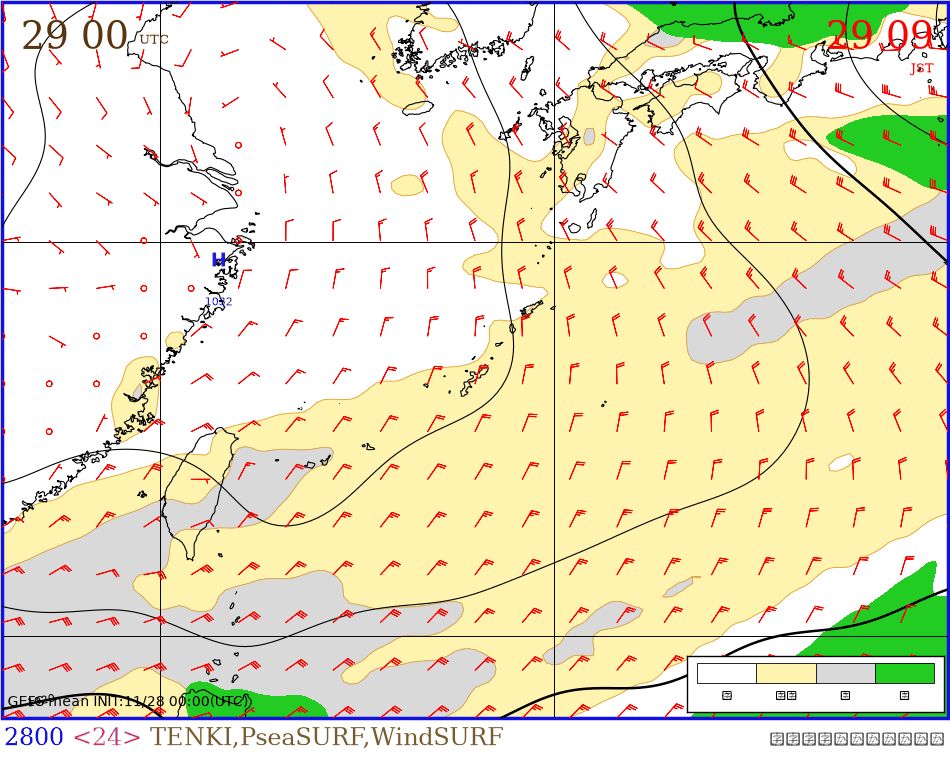 29 00 UTC
29 09 JST
H
1032
GEFS mean INIT:11/28 00:00(UTC)
2800 <24> TENKI,PseaSURF,WindSURF